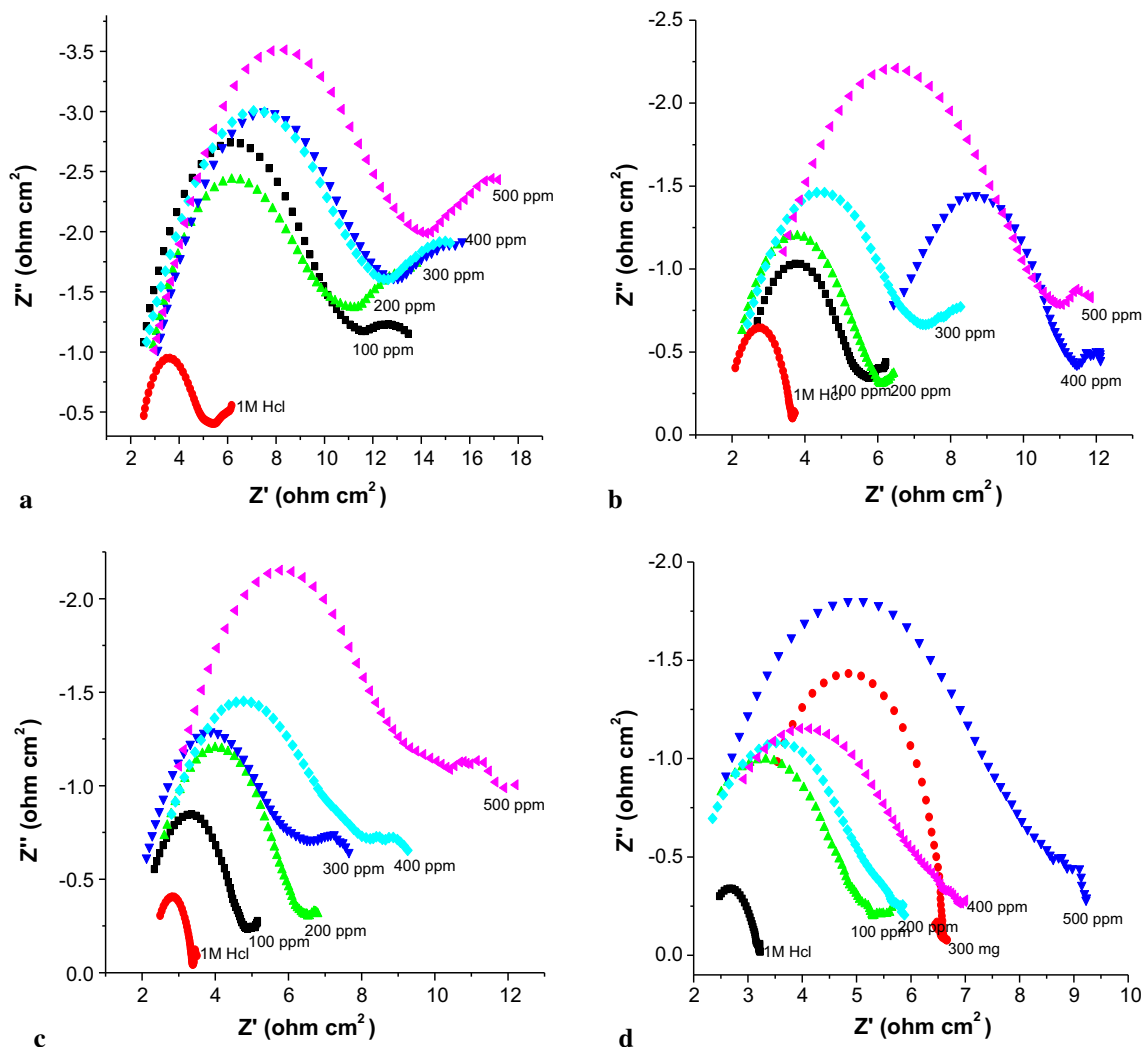 -3.5
-3.0
-2.5
-2.0
-1.5
-1.0
-0.5
Z" (ohm cm²)
500 ppm
400 ppm
300 ppm
200 ppm
100 ppm
1M Hcl
2 4 6 8 10 12 14 16 18
Z' (ohm cm²)
a
-2.5
-2.0
-1.5
-1.0
-0.5
0.0
Z" (ohm cm²)
500 ppm
300 ppm
400 ppm
100 ppm
200 ppm
1M Hcl
2 4 6 8 10 12
Z' (ohm cm²)
b
-2.0
-1.5
-1.0
-0.5
0.0
Z" (ohm cm²)
500 ppm
300 ppm
400 ppm
200 ppm
100 ppm
1M Hcl
2 4 6 8 10 12
Z' (ohm cm²)
c
-2.0
-1.5
-1.0
-0.5
0.0
Z" (ohm cm²)
400 ppm
500 ppm
200 ppm
100 ppm
300 mg
1M Hcl
2 3 4 5 6 7 8 9 10
Z' (ohm cm²)
d